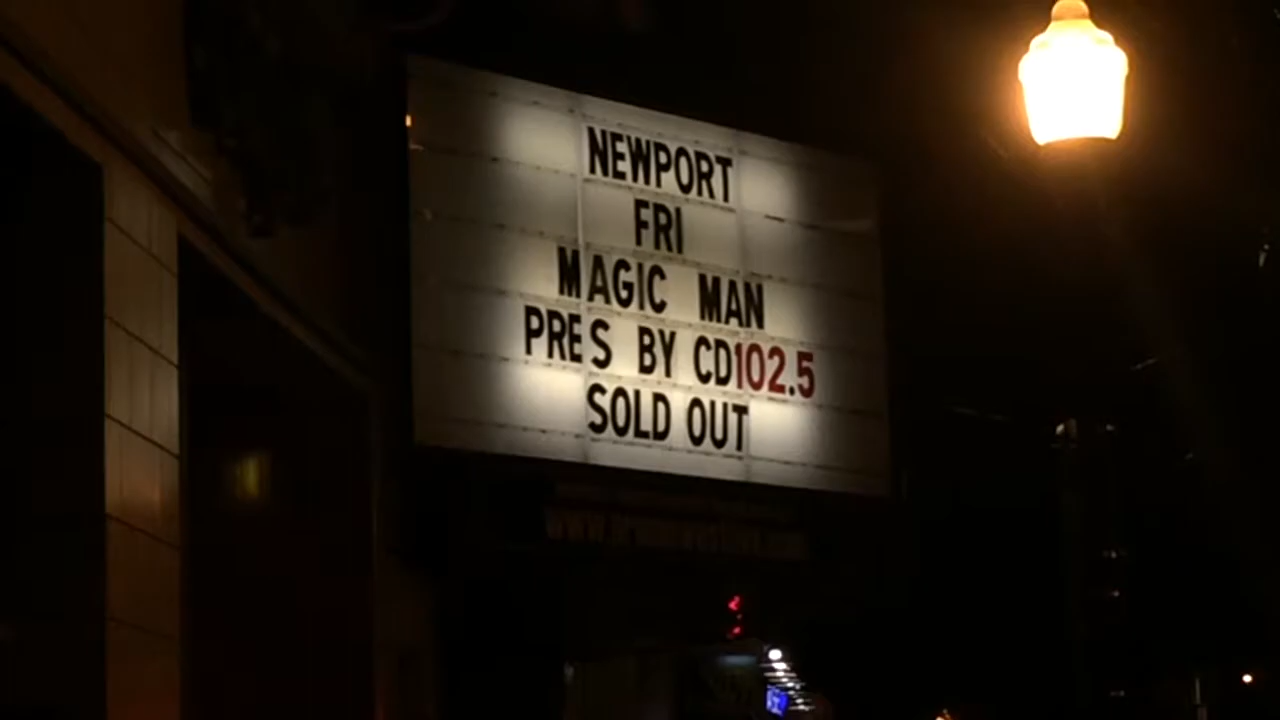 NEWPORT
FRI
MAGIC MAN
PRES BY CD102.5
SOLD OUT